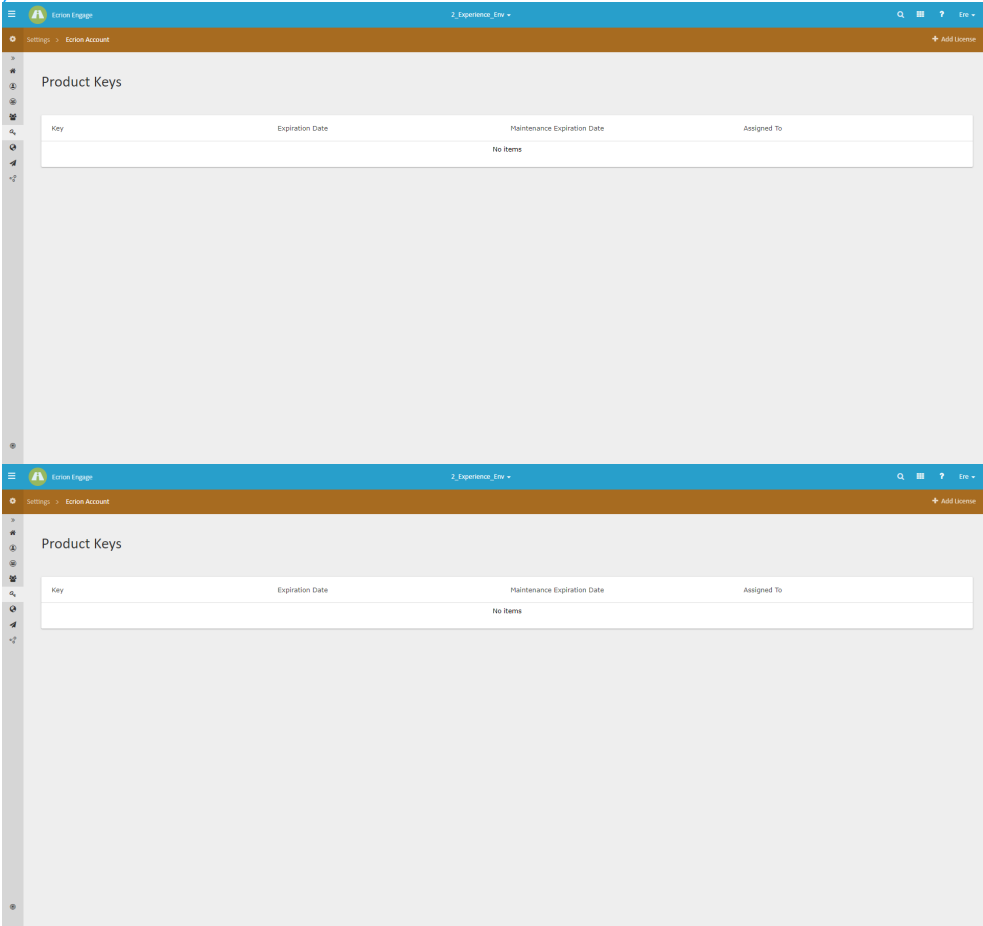 Ecrion Engage 2_Experience_Env ? Ere
Settings > Ecrion Account + Add License
»
Product Keys
Key Expiration Date Maintenance Expiration Date Assigned To
No items
Ecrion Engage 2_Experience_Env ? Ere
Settings > Ecrion Account + Add License
»
Product Keys
Key Expiration Date Maintenance Expiration Date Assigned To
No items